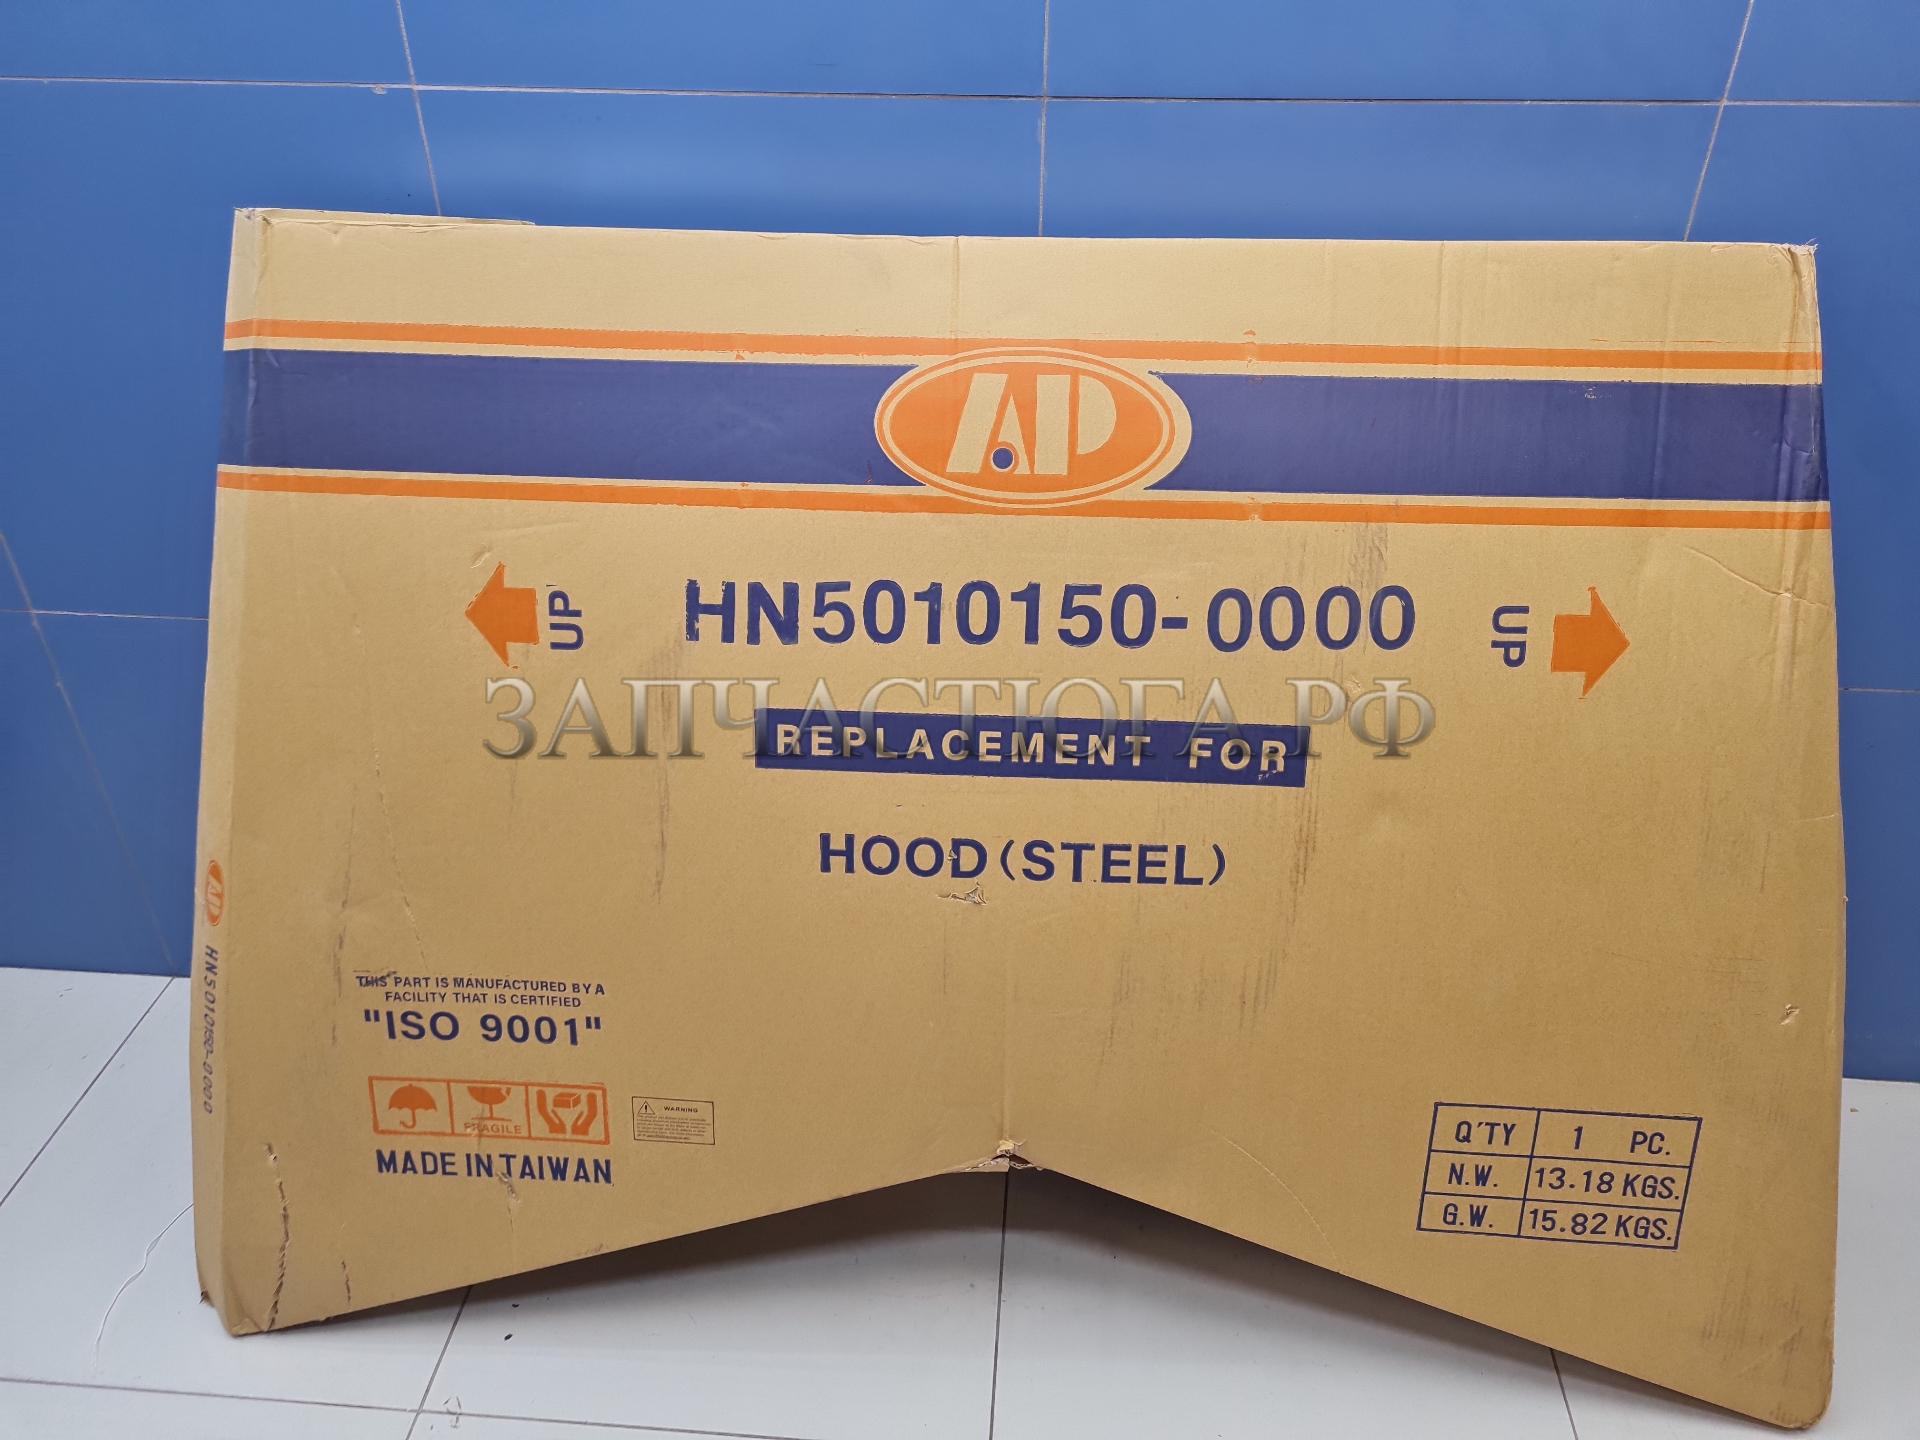 AP
UP
HN5010150-0000
UP
ЗАПЧАСТЮГА.РФ
REPLACEMENT FOR
HOOD (STEEL)
AP
HN5010150-0000
THIS PART IS MANUFACTURED BY A
FACILITY THAT IS CERTIFIED
"ISO 9001"
FRAGILE
WARNING
MADE IN TAIWAN
Q'TY 1 PC.
N.W. 13.18 KGS.
G.W. 15.82 KGS.